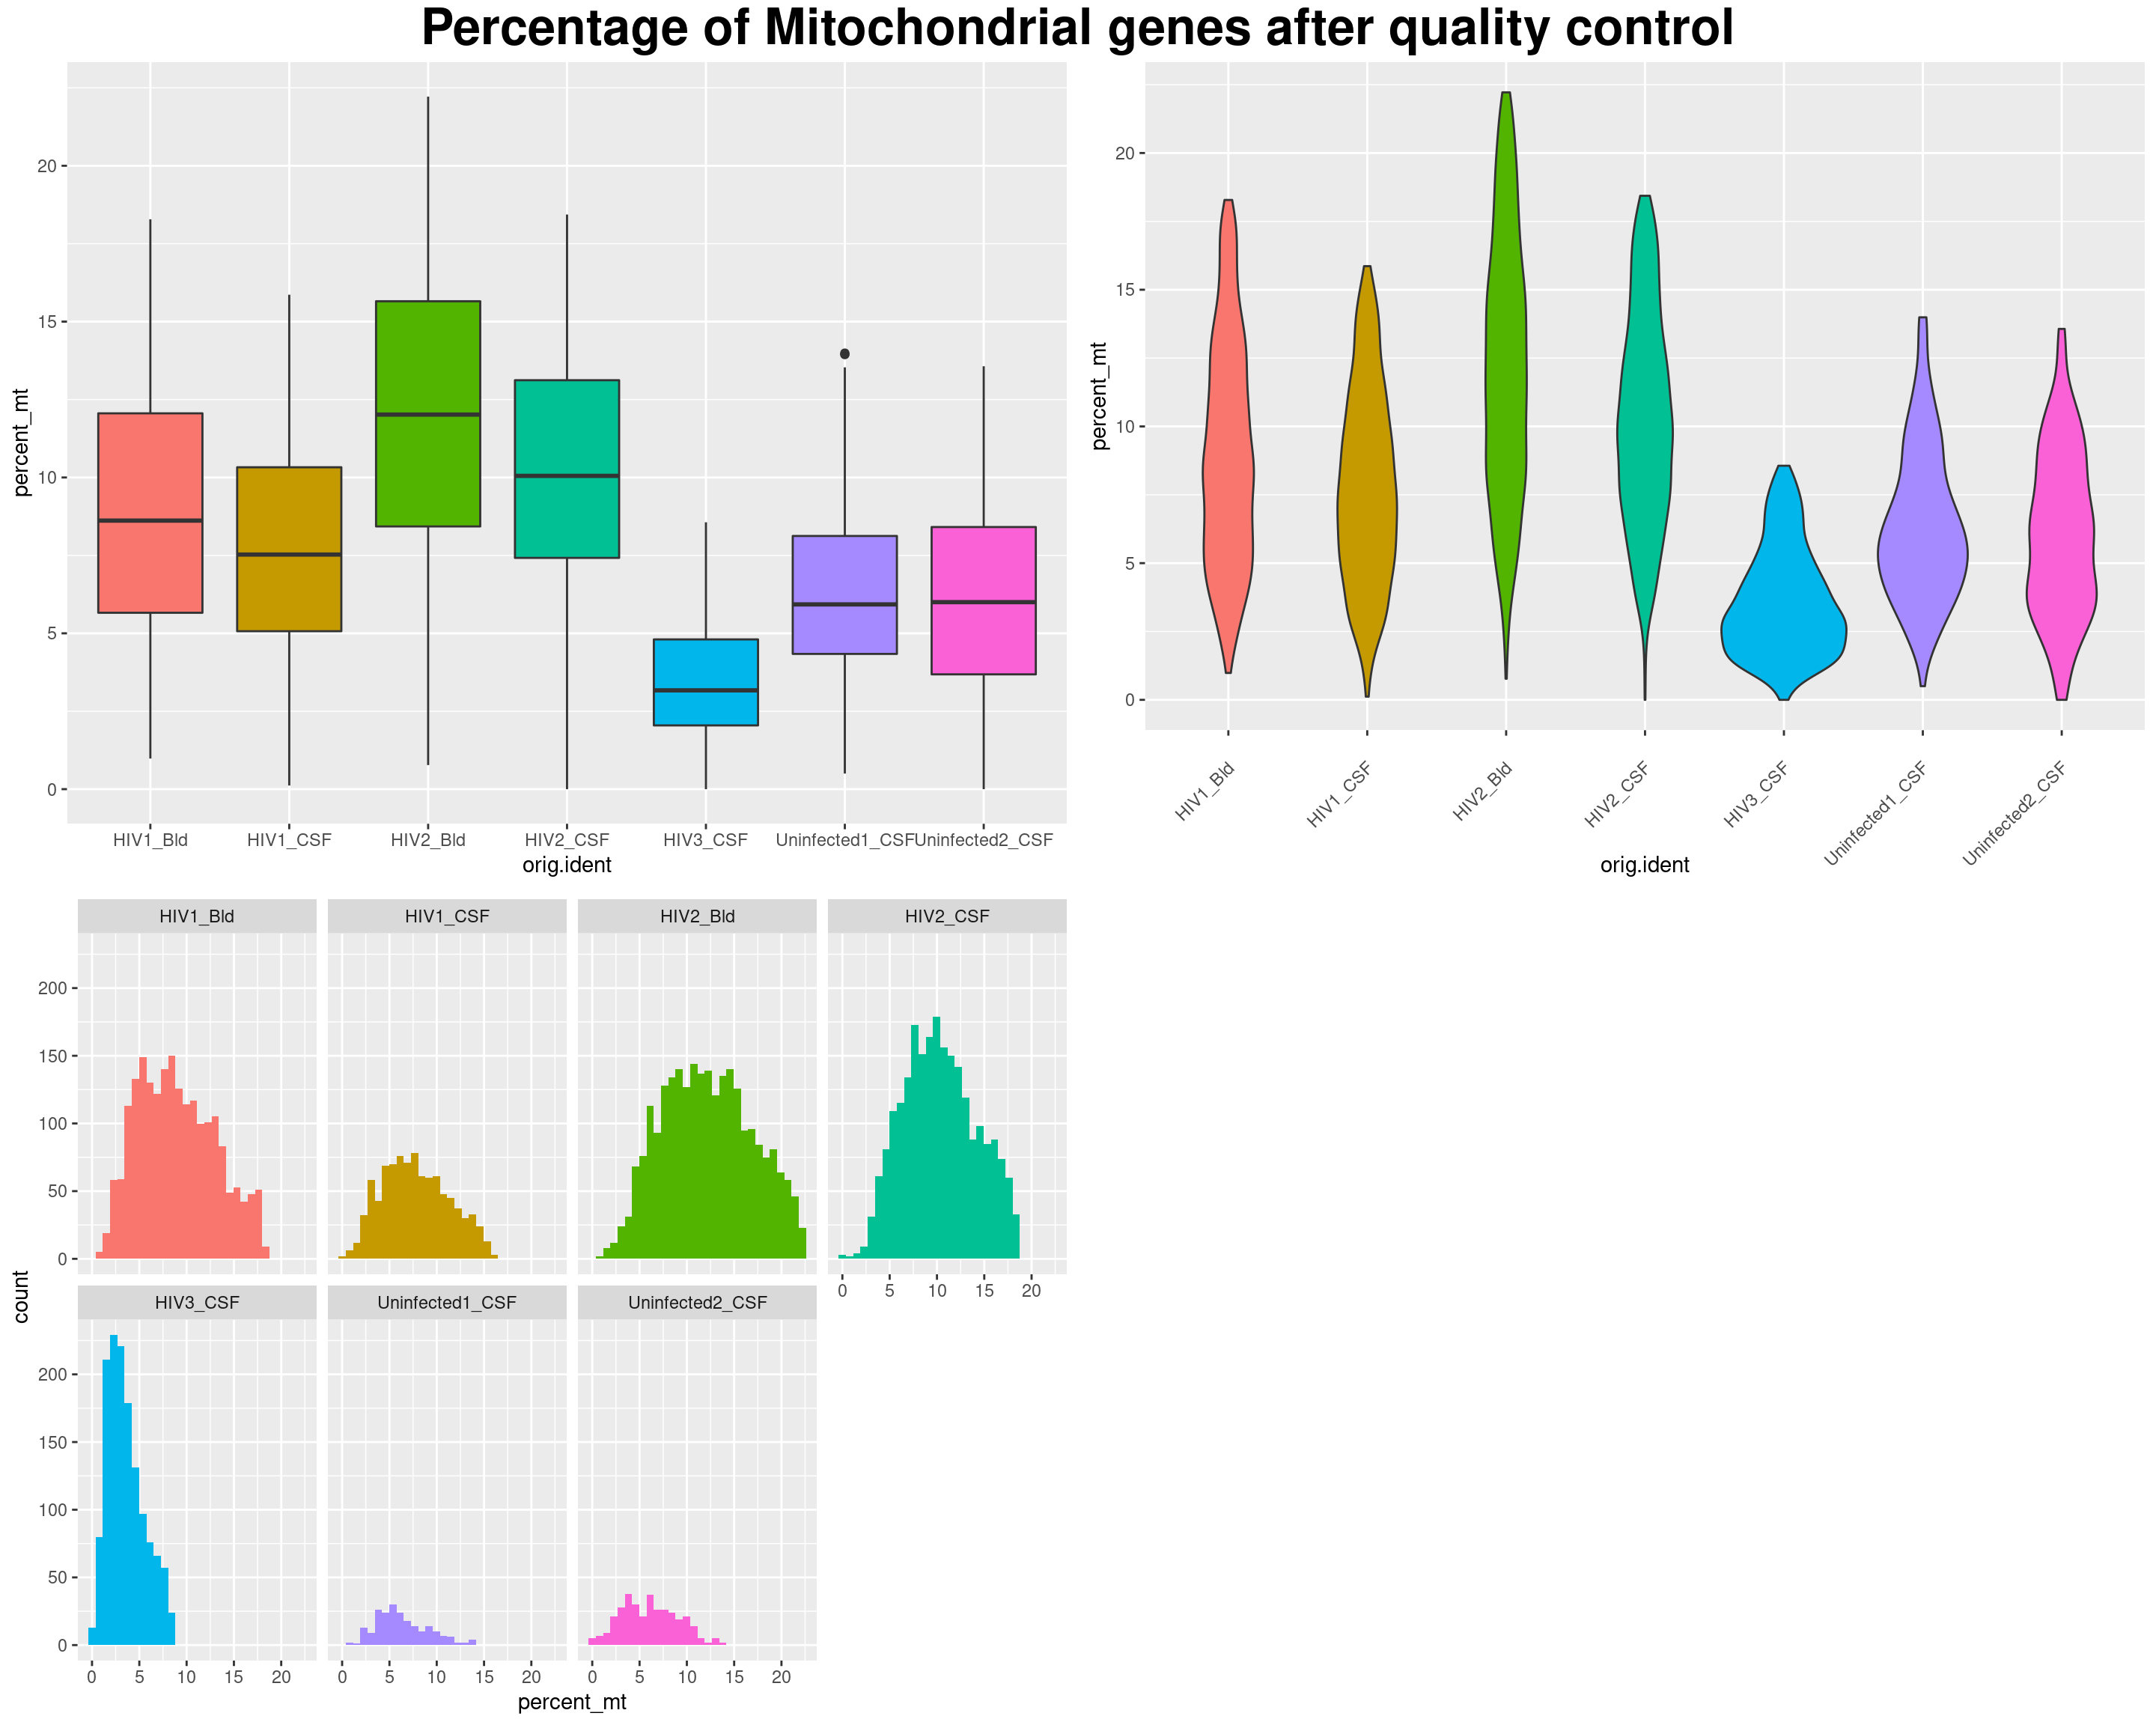 Percentage of Mitochondrial genes after quality control
percent_mt
20
15
10
5
0
HIV1_Bld HIV1_CSF HIV2_Bld HIV2_CSF HIV3_CSF Uninfected1_CSF Uninfected2_CSF
orig.ident
percent_mt
20
15
10
5
0
HIV1_Bld HIV1_CSF HIV2_Bld HIV2_CSF HIV3_CSF Uninfected1_CSF Uninfected2_CSF
orig.ident
HIV1_Bld HIV1_CSF HIV2_Bld HIV2_CSF
200
150
100
50
0
0 5 10 15 20
count
HIV3_CSF Uninfected1_CSF Uninfected2_CSF
200
150
100
50
0
0 5 10 15 20 0 5 10 15 20 0 5 10 15 20
percent_mt